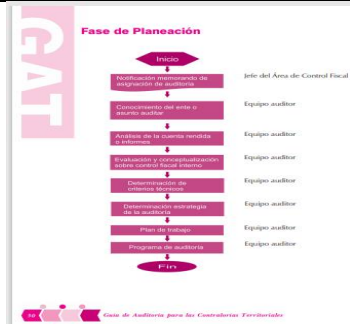 GAT
Fase de Planeación
Inicio
Notificación memorando de
asignación de auditoría
Jefe del Área de Control Fiscal
Conocimiento del ente o
asunto auditar
Equipo auditor
Análisis de la cuenta rendida
o informes
Equipo auditor
Evaluación y conceptualización
sobre control fiscal interno
Equipo auditor
Determinación de
criterios técnicos
Equipo auditor
Determinación estrategia
de la auditoría
Equipo auditor
Plan de trabajo
Equipo auditor
Programa de auditoría
Equipo auditor
Fin
Guía de Auditoría para las Contralorías Territoriales